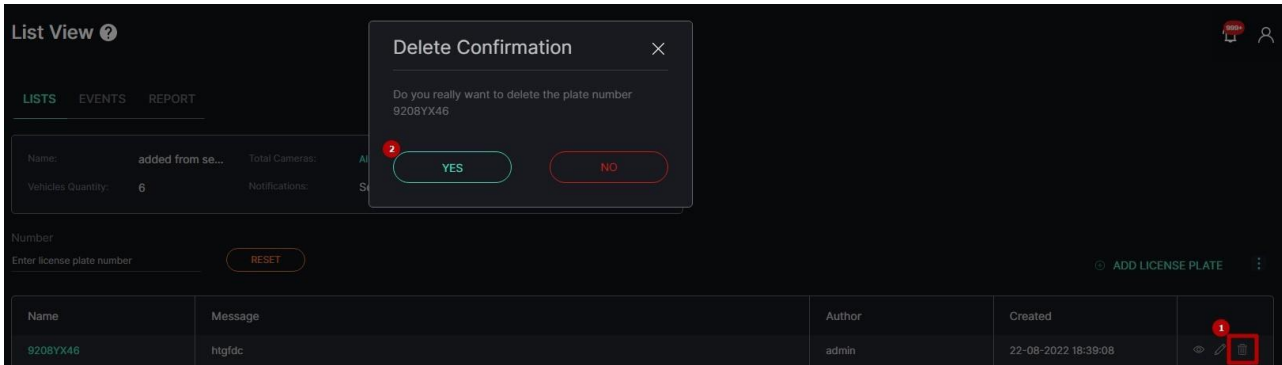 List View ?
999+
Delete Confirmation
Do you really want to delete the plate number
9208YX46
2
YES
NO
LISTS EVENTS REPORT
Name: added from se... Total Cameras:
Vehicles Quantity: 6 Notifications:
Number
Enter license plate number
RESET
ADD LICENSE PLATE
Name Message Author Created
1
9208YX46 htgfdc admin 22-08-2022 18:39:08